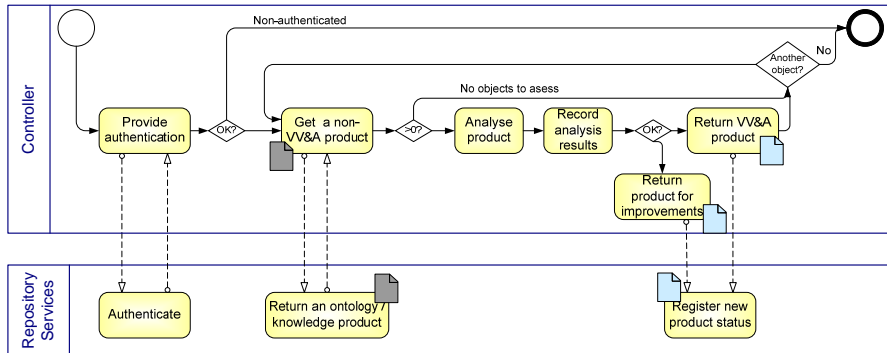 Controller
Non-authenticated
No
Another
object?
No objects to asess
Provide
authentication
OK?
Get a non-
VV&A product
>0?
Analyse
product
Record
analysis
results
OK?
Return VV&A
product
Return
product for
improvements
Repository
Services
Authenticate
Return an ontology /
knowledge product
Register new
product status